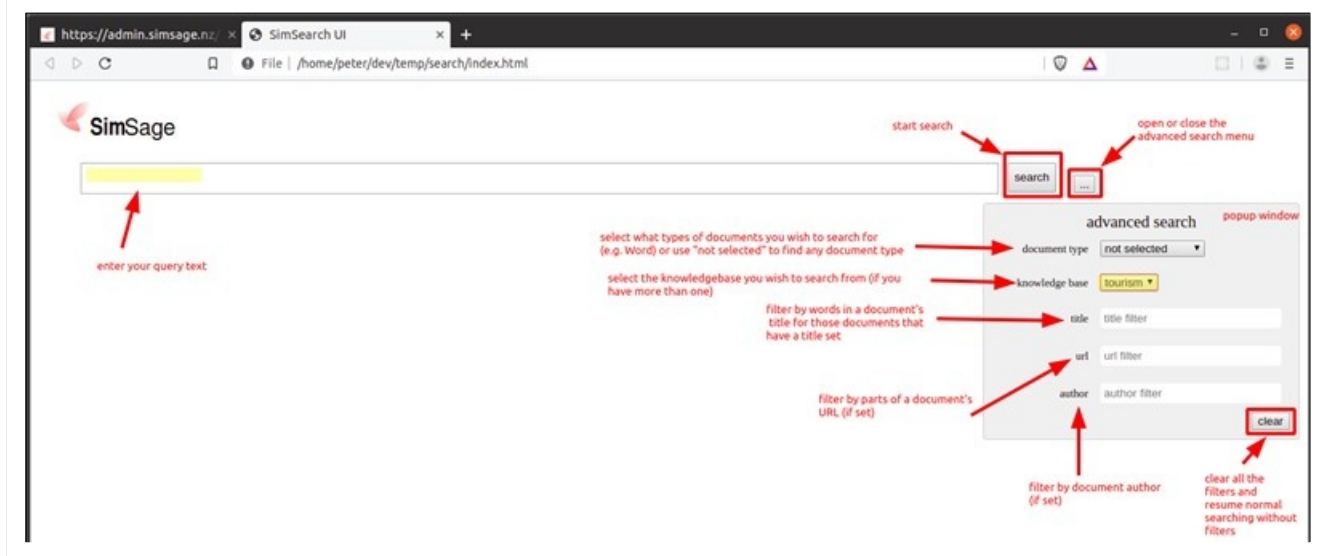 https://admin.simsage.nz/ × SimSearch UI × +
File | /home/peter/dev/temp/search/index.html
SimSage
start search
open or close the
advanced search menu
search
...
enter your query text
advanced search
popup window
select what types of documents you wish to search for
(e.g. Word) or use "not selected" to find any document type
document type not selected
select the knowledgebase you wish to search from (if you
have more than one)
knowledge base tourism
filter by words in a document's
title for those documents that
have a title set
title title filter
url url filter
filter by parts of a document's
URL (if set)
author author filter
clear
filter by document author
(if set)
clear all the
filters and
resume normal
searching without
filters